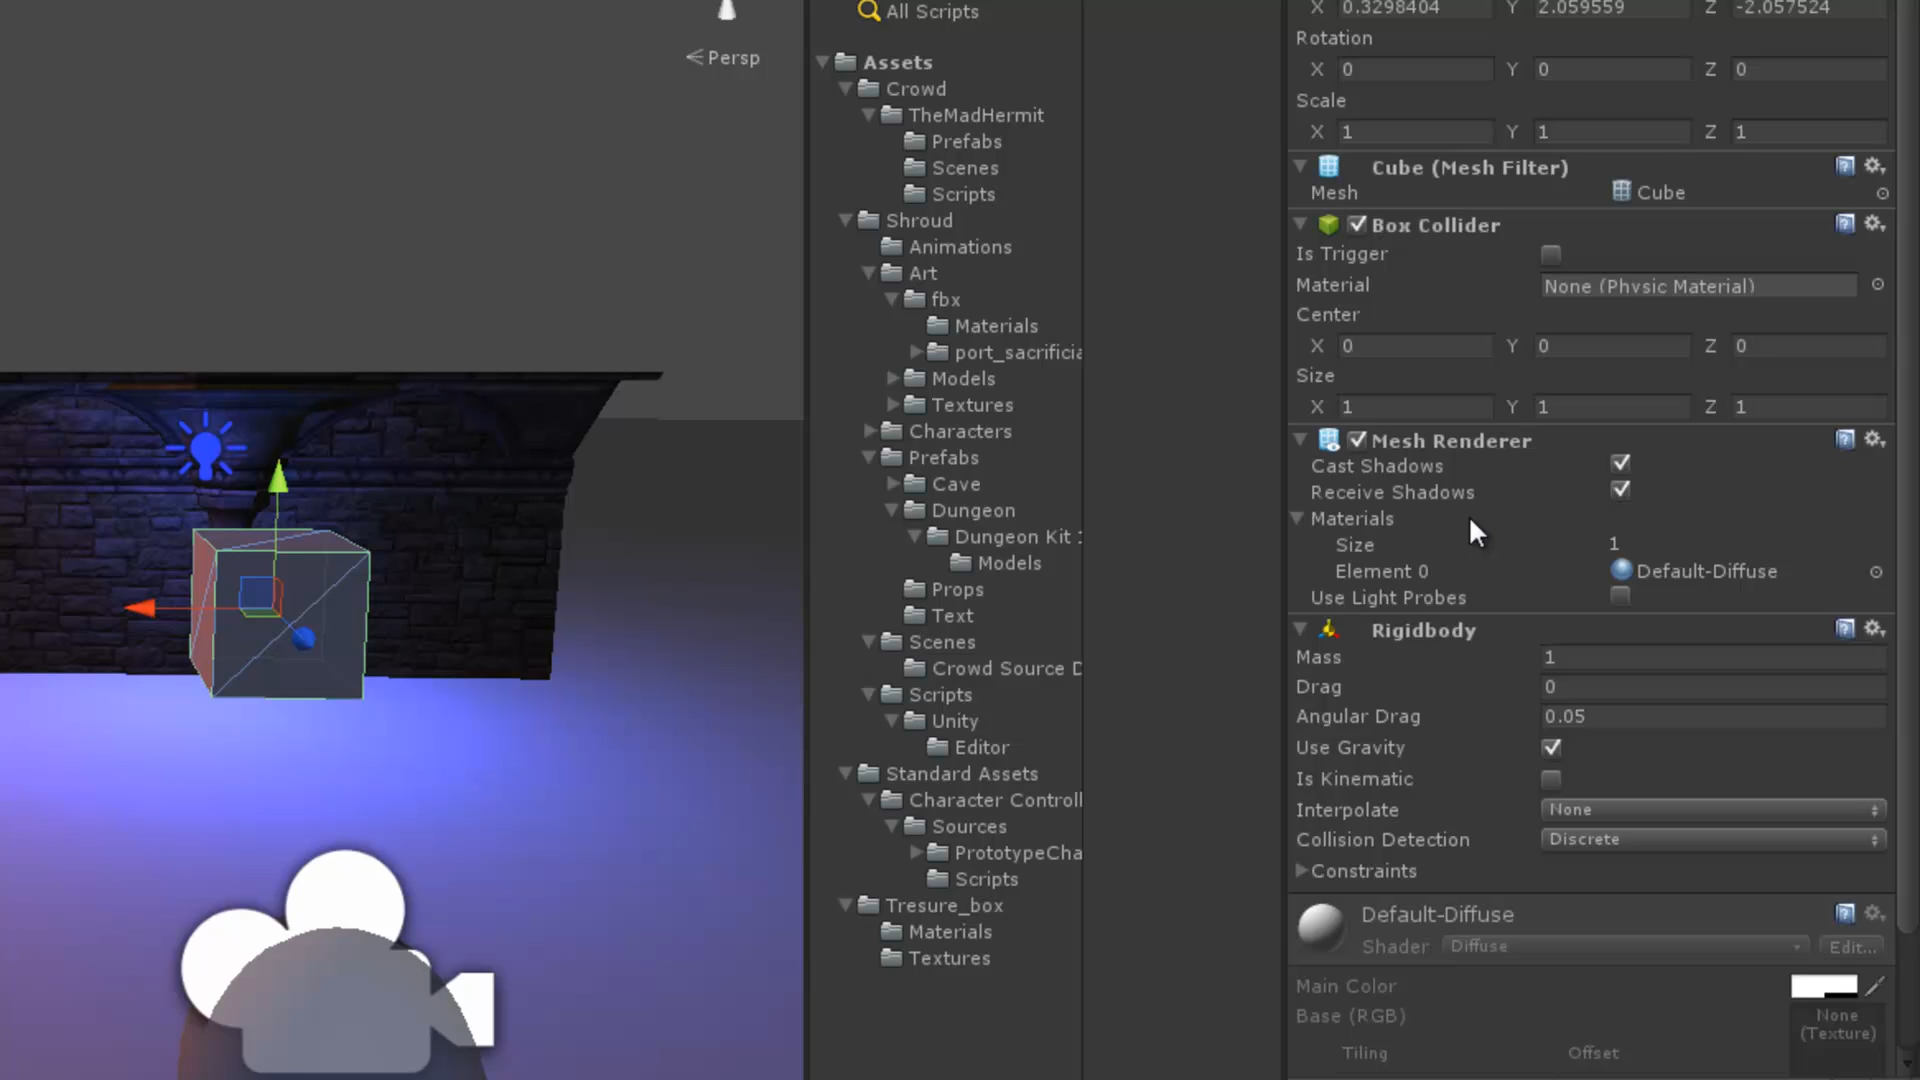 Persp
All Scripts
Assets
Crowd
TheMadHermit
Prefabs
Scenes
Scripts
Shroud
Animations
Art
fbx
Materials
port_sacrificia
Models
Textures
Characters
Prefabs
Cave
Dungeon
Dungeon Kit 1
Models
Props
Text
Scenes
Crowd Source D
Scripts
Unity
Editor
Standard Assets
Character Controll
Sources
PrototypeCha
Scripts
Tresure_box
Materials
Textures
X 0.3298404 Y 2.059559 Z -2.057524
Rotation
X 0 Y 0 Z 0
Scale
X 1 Y 1 Z 1
Cube (Mesh Filter)
Mesh Cube
Box Collider
Is Trigger
Material None (Physic Material)
Center
X 0 Y 0 Z 0
Size
X 1 Y 1 Z 1
Mesh Renderer
Cast Shadows
Receive Shadows
Materials
Size 1
Element 0 Default-Diffuse
Use Light Probes
Rigidbody
Mass 1
Drag 0
Angular Drag 0.05
Use Gravity
Is Kinematic
Interpolate None
Collision Detection Discrete
Constraints
Default-Diffuse
Shader Diffuse Edit...
Main Color
Base (RGB)
None
(Texture)
Tiling Offset